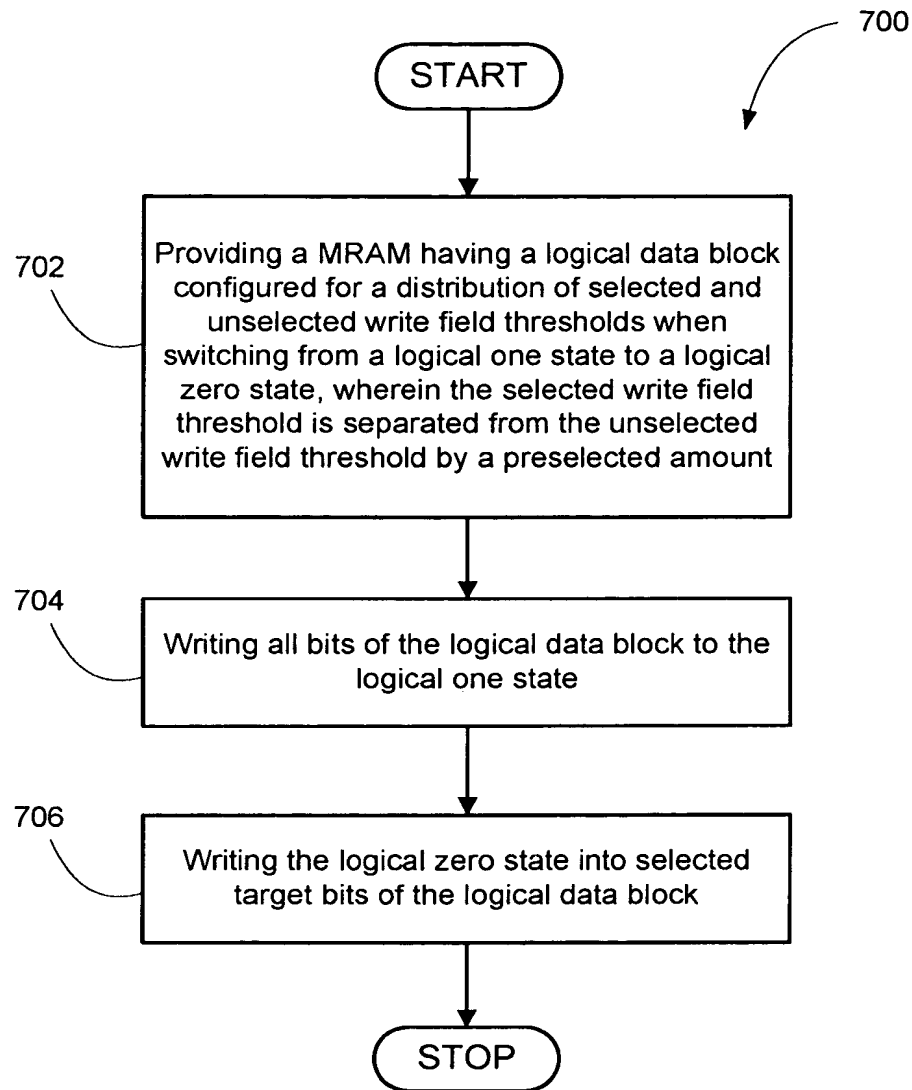 700
START
702
Providing a MRAM having a logical data block
configured for a distribution of selected and
unselected write field thresholds when
switching from a logical one state to a logical
zero state, wherein the selected write field
threshold is separated from the unselected
write field threshold by a preselected amount
704
Writing all bits of the logical data block to the
logical one state
706
Writing the logical zero state into selected
target bits of the logical data block
STOP